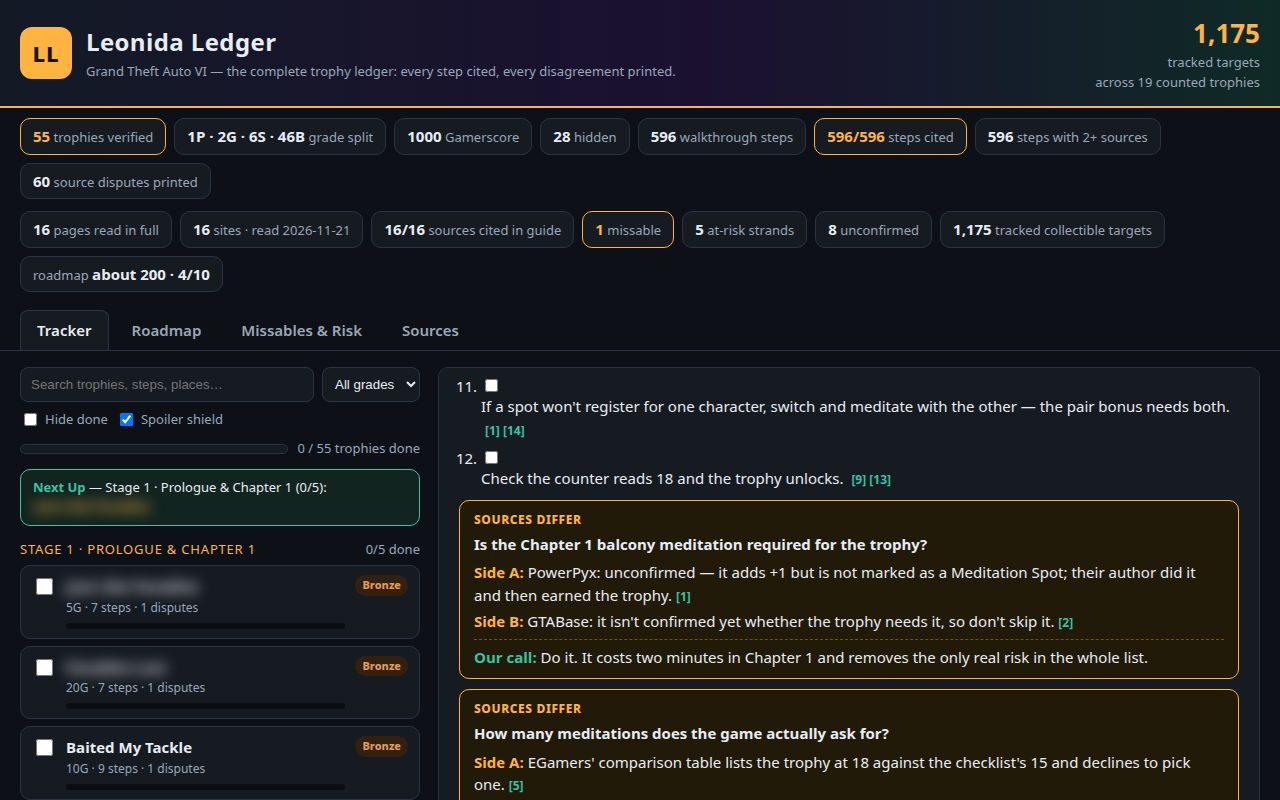 LL
Leonida Ledger
Grand Theft Auto VI — the complete trophy ledger: every step cited, every disagreement printed.
1,175
tracked targets
across 19 counted trophies
55 trophies verified
1P · 2G · 6S · 46B grade split
1000 Gamerscore
28 hidden
596 walkthrough steps
596/596 steps cited
596 steps with 2+ sources
60 source disputes printed
16 pages read in full
16 sites · read 2026-11-21
16/16 sources cited in guide
1 missable
5 at-risk strands
8 unconfirmed
1,175 tracked collectible targets
roadmap about 200 · 4/10
Tracker
Roadmap
Missables & Risk
Sources
Search trophies, steps, places…
All grades
Hide done
Spoiler shield
0 / 55 trophies done
Next Up — Stage 1 · Prologue & Chapter 1 (0/5):
STAGE 1 · PROLOGUE & CHAPTER 1
0/5 done
Bronze
5G · 7 steps · 1 disputes
Bronze
20G · 7 steps · 1 disputes
Baited My Tackle
Bronze
10G · 9 steps · 1 disputes
11.
If a spot won't register for one character, switch and meditate with the other — the pair bonus needs both.
[1] [14]
12.
Check the counter reads 18 and the trophy unlocks. [9] [13]
SOURCES DIFFER
Is the Chapter 1 balcony meditation required for the trophy?
Side A: PowerPyx: unconfirmed — it adds +1 but is not marked as a Meditation Spot; their author did it
and then earned the trophy. [1]
Side B: GTABase: it isn't confirmed yet whether the trophy needs it, so don't skip it. [2]
Our call: Do it. It costs two minutes in Chapter 1 and removes the only real risk in the whole list.
SOURCES DIFFER
How many meditations does the game actually ask for?
Side A: EGamers' comparison table lists the trophy at 18 against the checklist's 15 and declines to pick
one. [5]